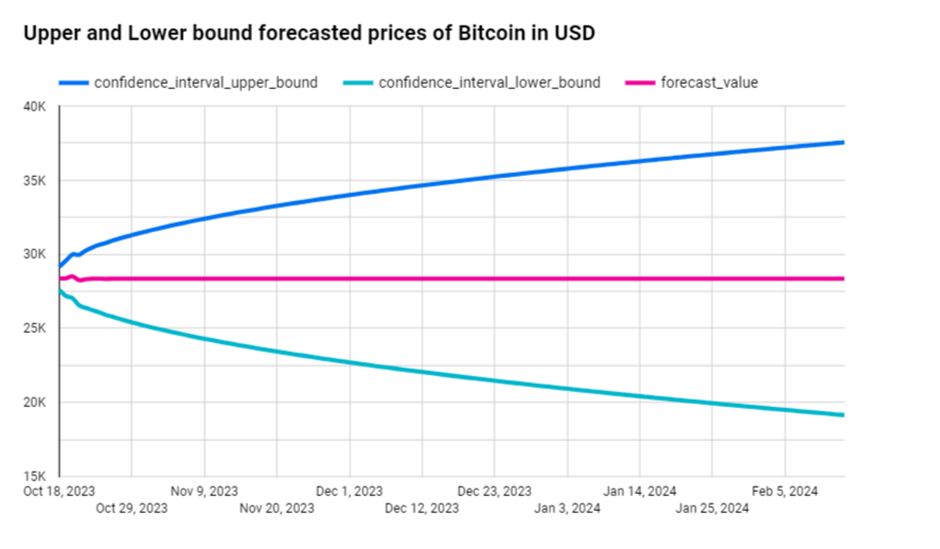 Upper and Lower bound forecasted prices of Bitcoin in USD
confidence_interval_upper_bound confidence_interval_lower_bound forecast_value
40K
35K
30K
25K
20K
15K
Oct 18, 2023 Nov 9, 2023 Dec 1, 2023 Dec 23, 2023 Jan 14, 2024 Feb 5, 2024
Oct 29, 2023 Nov 20, 2023 Dec 12, 2023 Jan 3, 2024 Jan 25, 2024